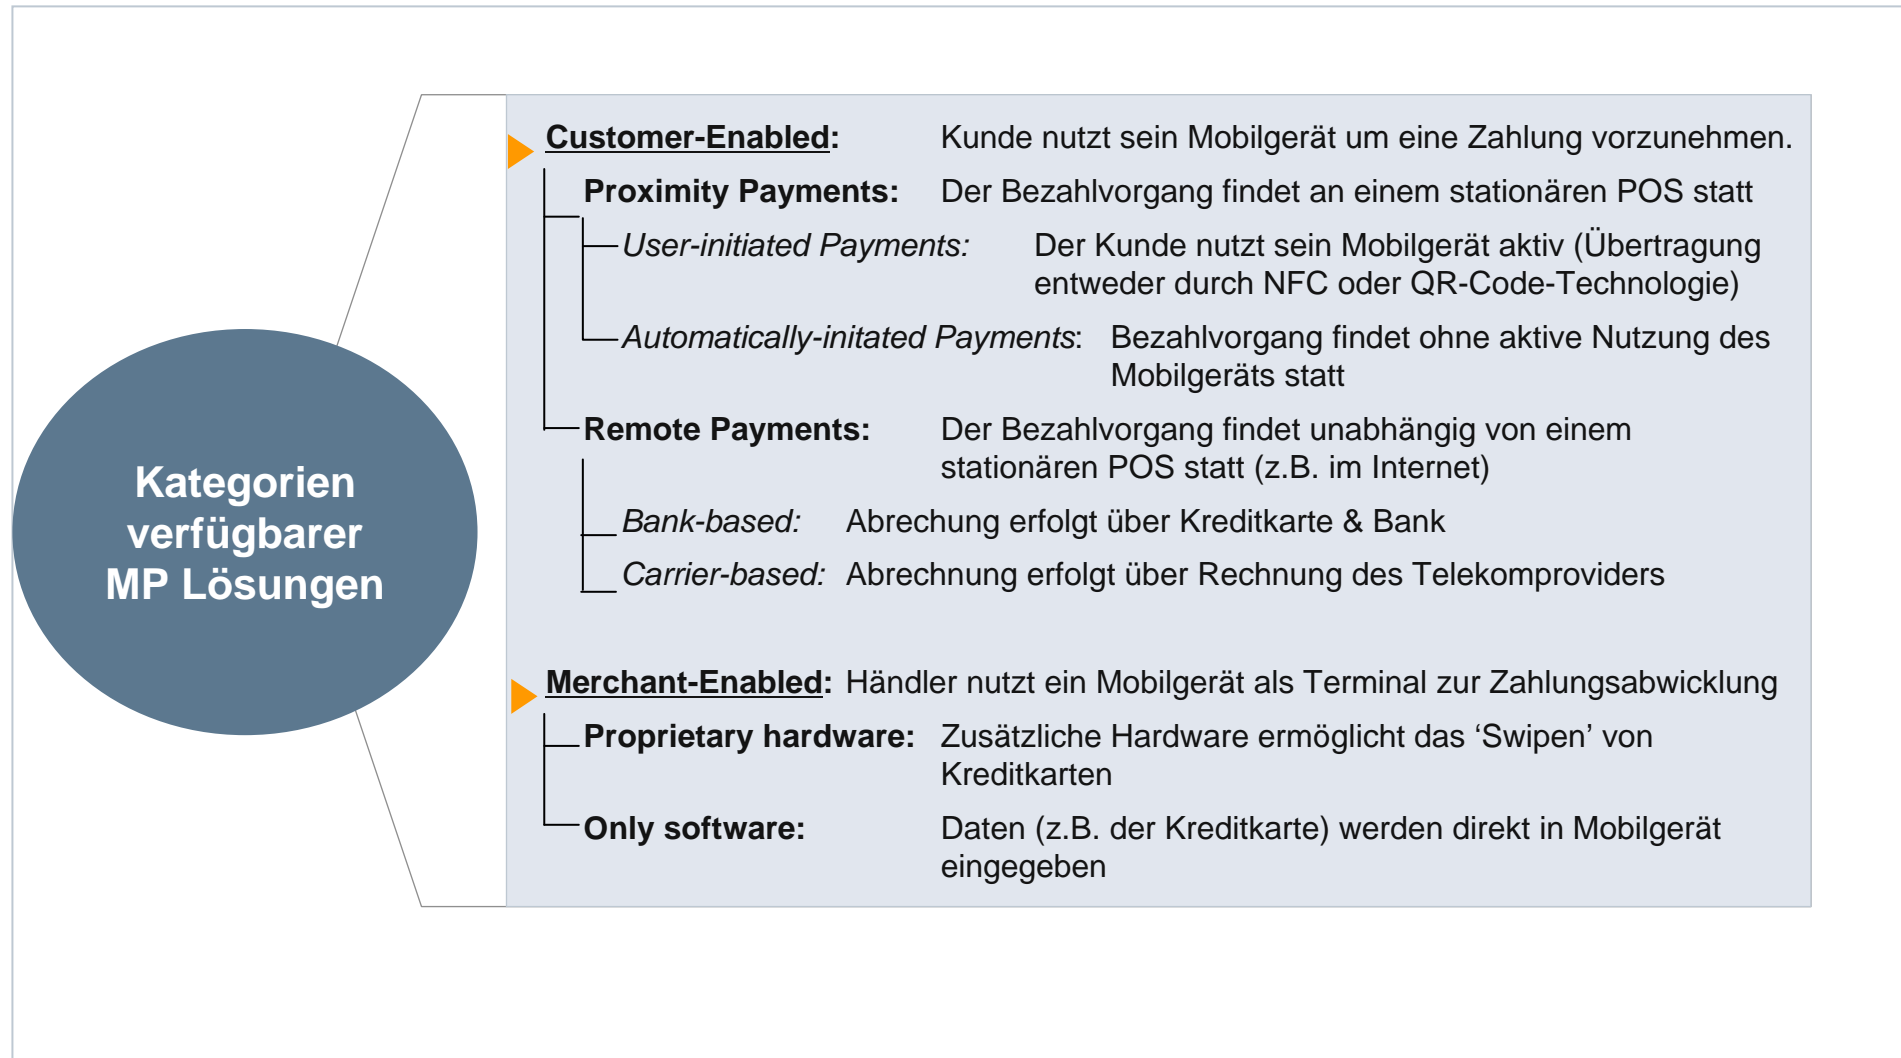 Kategorien
verfügbarer
MP Lösungen
Customer-Enabled: Kunde nutzt sein Mobilgerät um eine Zahlung vorzunehmen.
Proximity Payments: Der Bezahlvorgang findet an einem stationären POS statt
User-initiated Payments: Der Kunde nutzt sein Mobilgerät aktiv (Übertragung
entweder durch NFC oder QR-Code-Technologie)
Automatically-initated Payments: Bezahlvorgang findet ohne aktive Nutzung des
Mobilgeräts statt
Remote Payments: Der Bezahlvorgang findet unabhängig von einem
stationären POS statt (z.B. im Internet)
Bank-based: Abrechung erfolgt über Kreditkarte & Bank
Carrier-based: Abrechnung erfolgt über Rechnung des Telekomproviders
Merchant-Enabled: Händler nutzt ein Mobilgerät als Terminal zur Zahlungsabwicklung
Proprietary hardware: Zusätzliche Hardware ermöglicht das ‘Swipen’ von
Kreditkarten
Only software: Daten (z.B. der Kreditkarte) werden direkt in Mobilgerät
eingegeben